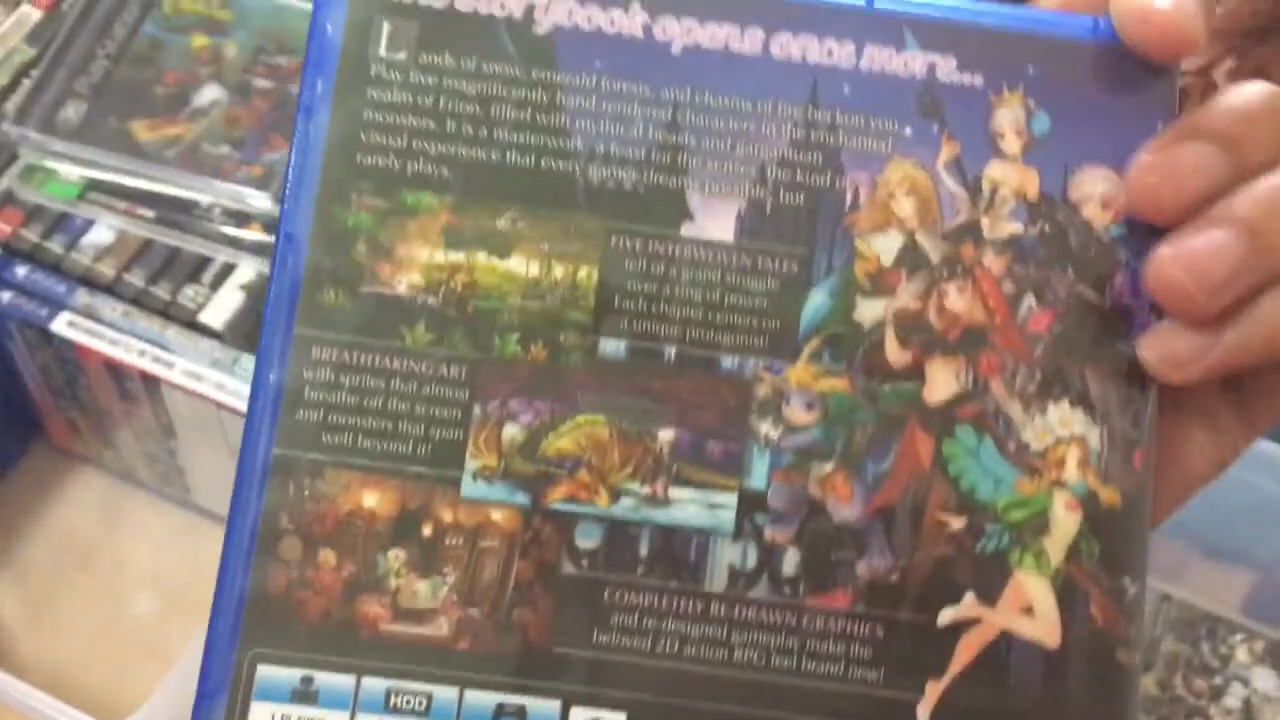 storybook opens once more...
Lands of snow, emerald forests, and chasms of fire beckon you.
Play five magnificently hand rendered characters in the enchanted
realm of Erion, filled with mythical beasts and gargantuan
monsters. It is a masterwork, a feast for the senses, the kind
visual experience that every gamer dreams possible, but
rarely plays.
FIVE INTERWOVEN TALES
tell of a grand struggle
over a ring of power.
Each chapter centers on
a unique protagonist!
BREATHTAKING ART
with sprites that almost
breathe off the screen
and monsters that span
well beyond it!
COMPLETELY RE-DRAWN GRAPHICS
and re-designed gameplay make the
beloved 2D action RPG feel brand new!
1 PLAYER
HDD